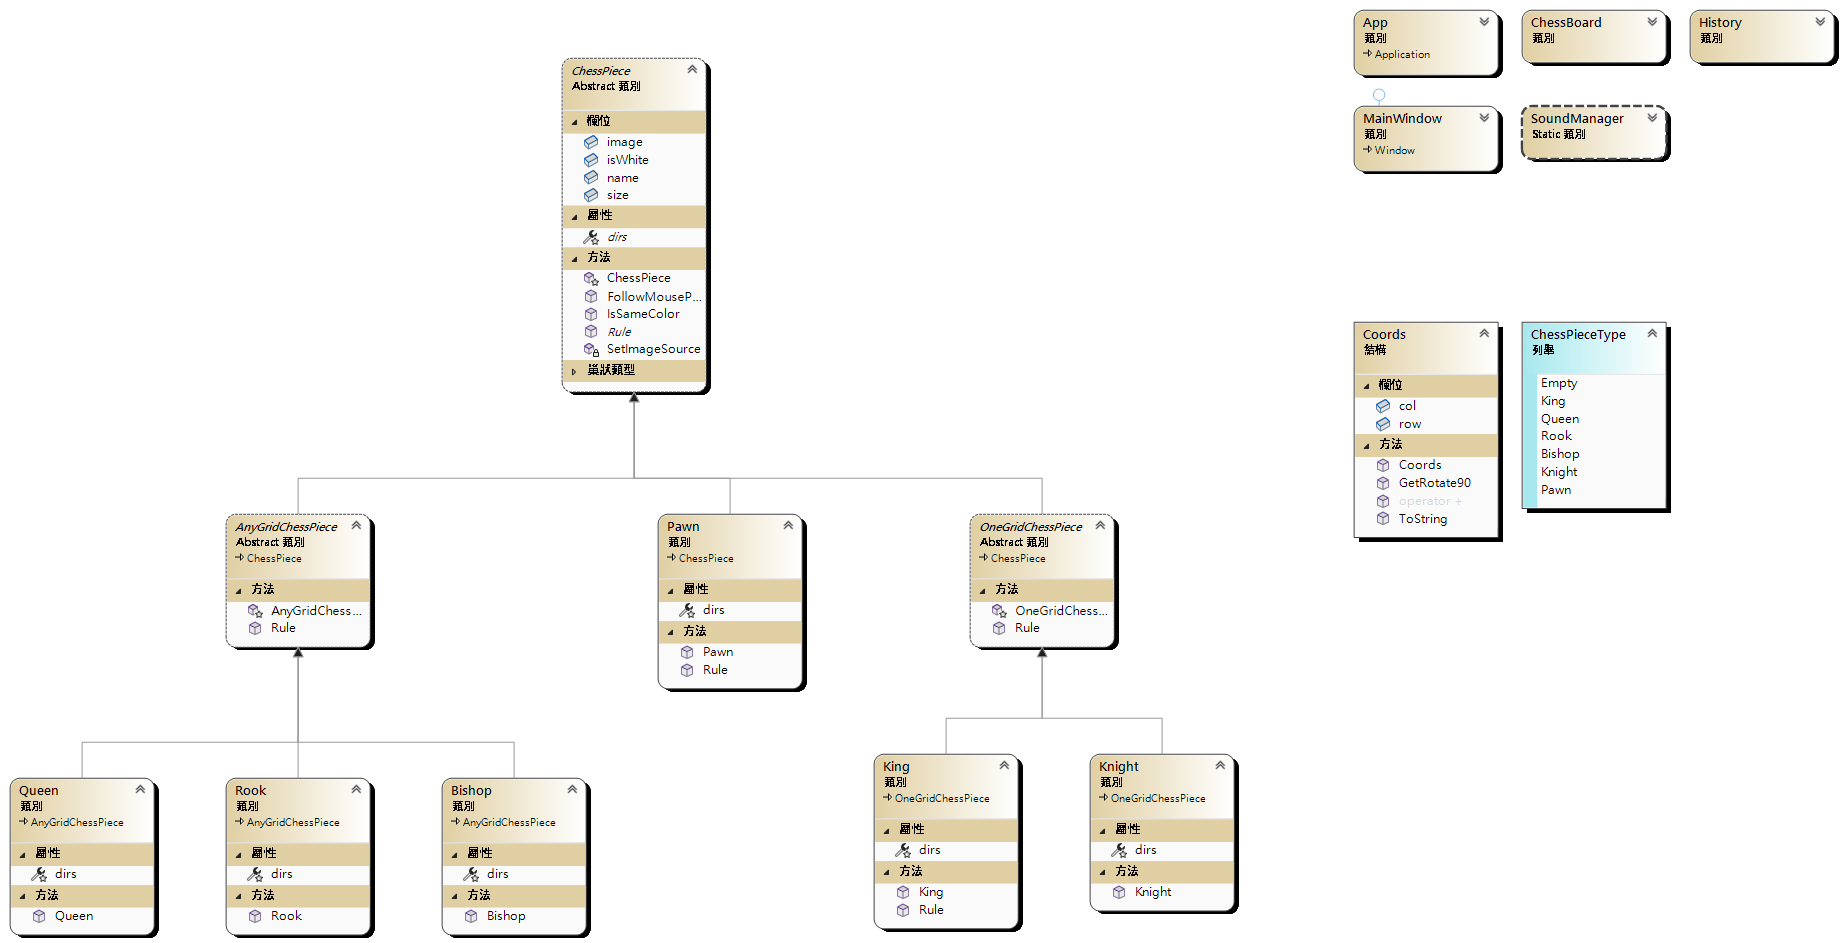 ChessPiece
Abstract 類別
欄位
image
isWhite
name
size
屬性
dirs
方法
ChessPiece
FollowMouseP...
IsSameColor
Rule
SetImageSource
巢狀類型
AnyGridChessPiece
Abstract 類別
ChessPiece
方法
AnyGridChess...
Rule
Pawn
類別
ChessPiece
屬性
dirs
方法
Pawn
Rule
OneGridChessPiece
Abstract 類別
ChessPiece
方法
OneGridChess...
Rule
Queen
類別
AnyGridChessPiece
屬性
dirs
方法
Queen
Rook
類別
AnyGridChessPiece
屬性
dirs
方法
Rook
Bishop
類別
AnyGridChessPiece
屬性
dirs
方法
Bishop
King
類別
OneGridChessPiece
屬性
dirs
方法
King
Rule
Knight
類別
OneGridChessPiece
屬性
dirs
方法
Knight
App
類別
Application
ChessBoard
類別
History
類別
MainWindow
類別
Window
SoundManager
Static 類別
Coords
結構
欄位
col
row
方法
Coords
GetRotate90
operator +
ToString
ChessPieceType
列舉
Empty
King
Queen
Rook
Bishop
Knight
Pawn